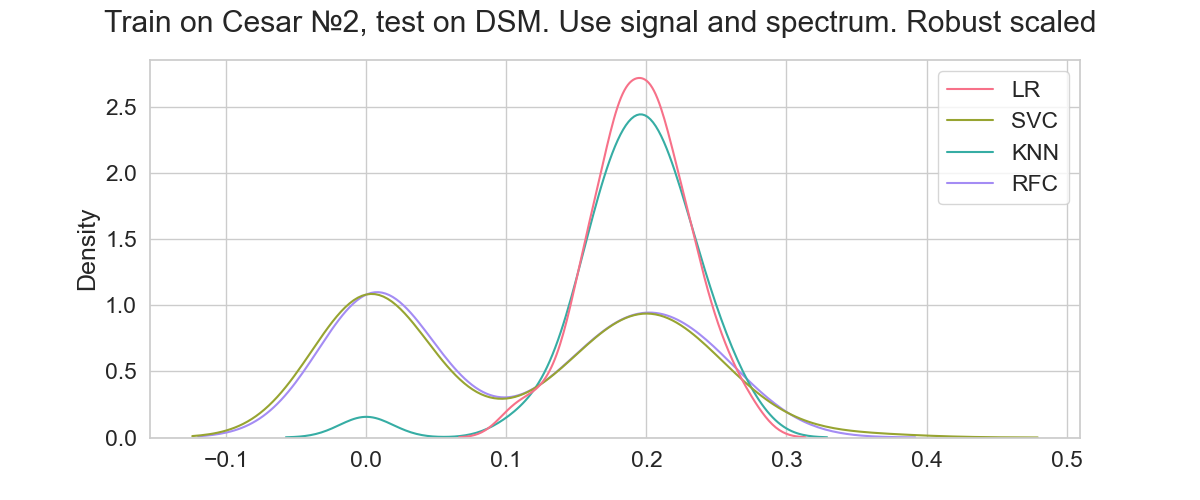 Train on Cesar №2, test on DSM. Use signal and spectrum. Robust scaled
LR
SVC
KNN
RFC
Density
2.5
2.0
1.5
1.0
0.5
0.0
−0.1
0.0
0.1
0.2
0.3
0.4
0.5